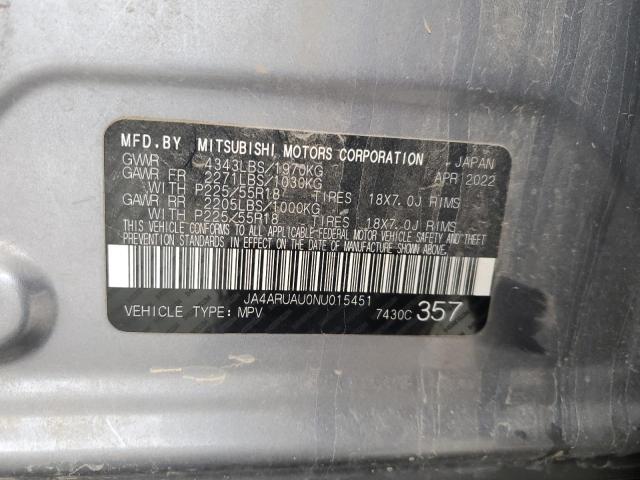 MFD.BY MITSUBISHI MOTORS CORPORATION JAPAN
GVWR 4343LBS/1970KG APR 2022
GAWR FR 2271LBS/1030KG
WITH P225/55R18 TIRES 18X7.0J RIMS
GAWR RR 2205LBS/1000KG
WITH P225/55R18 TIRES 18X7.0J RIMS
THIS VEHICLE CONFORMS TO ALL APPLICABLE FEDERAL MOTOR VEHICLE SAFETY AND THEFT
PREVENTION STANDARDS IN EFFECT ON THE DATE OF MANUFACTURE SHOWN ABOVE.
JA4ARUAU0NU015451
VEHICLE TYPE: MPV 7430C 357